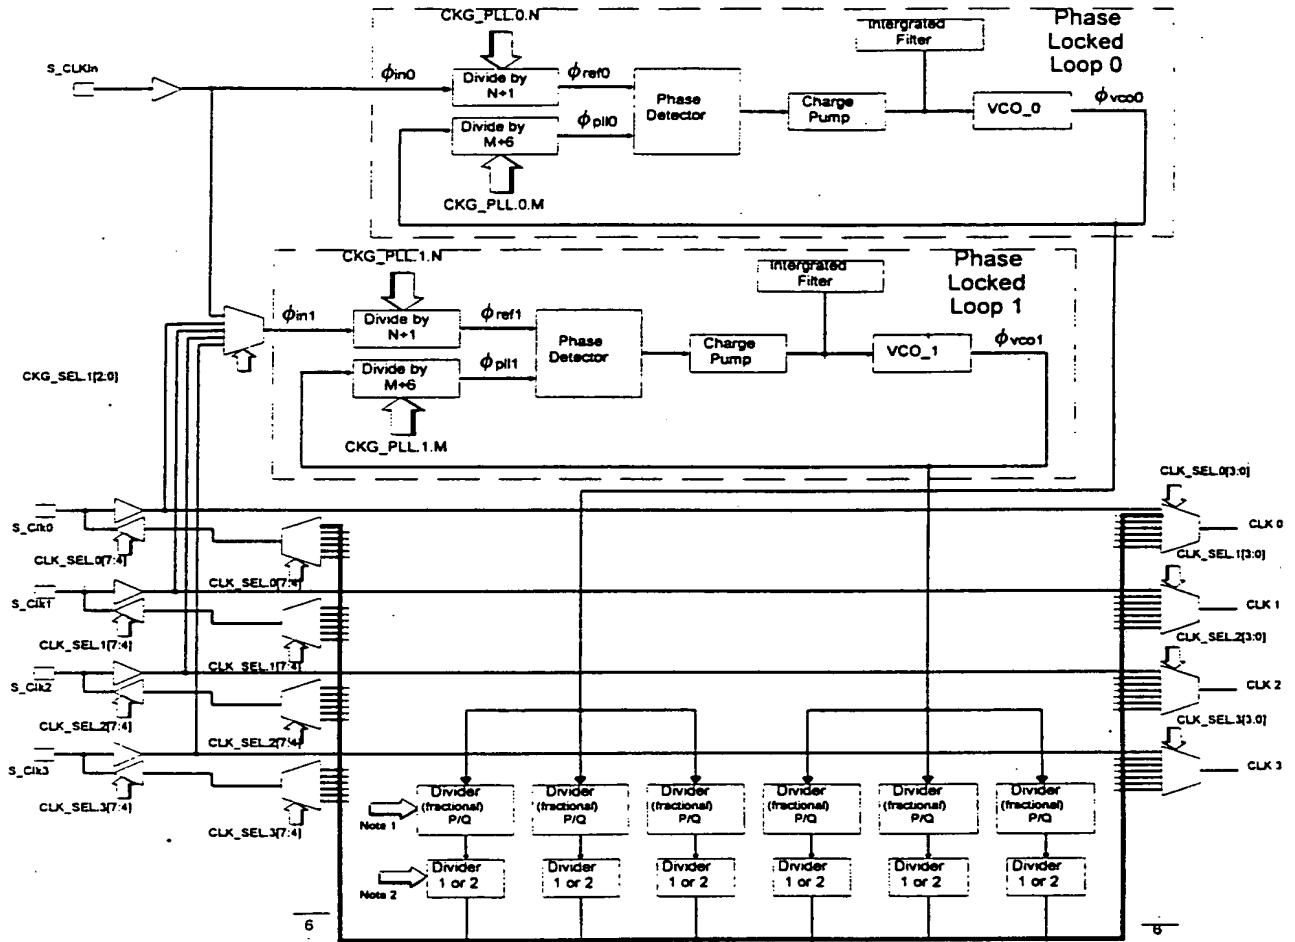 CKG_PLL.0.N
Intergrated
Filter
Phase
Locked
Loop 0
S_CLKin
ϕin0
Divide by
N+1
ϕref0
Phase
Detector
Charge
Pump
VCO_0
ϕvco0
Divide by
M+6
ϕpll0
CKG_PLL.0.M
CKG_PLL.1.N
Intergrated
Filter
Phase
Locked
Loop 1
ϕin1
Divide by
N+1
ϕref1
Phase
Detector
Charge
Pump
VCO_1
ϕvco1
CKG_SEL.1[2:0]
Divide by
M+6
ϕpll1
CKG_PLL.1.M
CLK_SEL.0[3:0]
S_Clk0
CLK 0
CLK_SEL.0[7:4]
CLK_SEL.0[7:4]
CLK_SEL.1[3:0]
S_Clk1
CLK 1
CLK_SEL.1[7:4]
CLK_SEL.1[7:4]
CLK_SEL.2[3:0]
S_Clk2
CLK 2
CLK_SEL.2[7:4]
CLK_SEL.2[7:4]
CLK_SEL.3[3:0]
S_Clk3
CLK 3
CLK_SEL.3[7:4]
CLK_SEL.3[7:4]
Note 1
Divider
(fractional)
P/Q
Divider
(fractional)
P/Q
Divider
(fractional)
P/Q
Divider
(fractional)
P/Q
Divider
(fractional)
P/Q
Divider
(fractional)
P/Q
Note 2
Divider
1 or 2
Divider
1 or 2
Divider
1 or 2
Divider
1 or 2
Divider
1 or 2
Divider
1 or 2
6
6